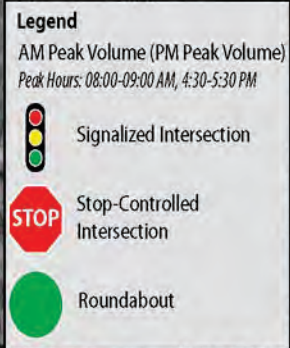 Legend
AM Peak Volume (PM Peak Volume)
Peak Hours: 08:00-09:00 AM, 4:30-5:30 PM
Signalized Intersection
STOP
Stop-Controlled
Intersection
Roundabout